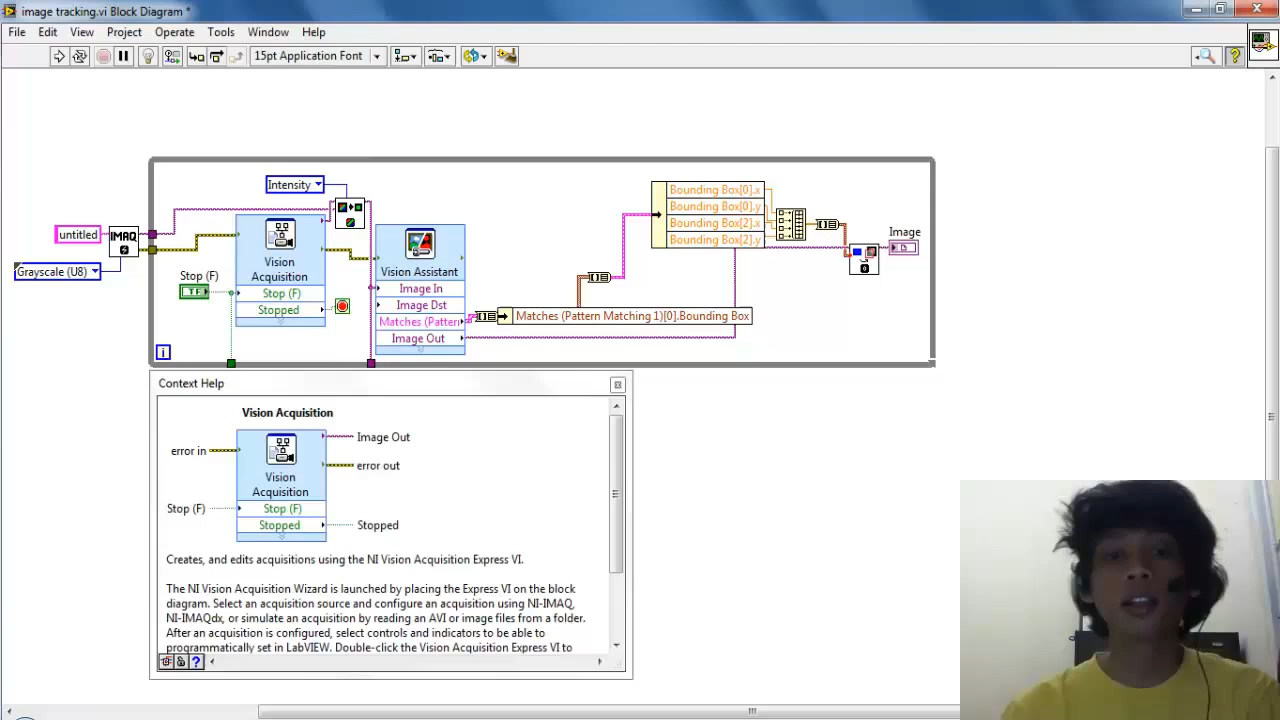 image tracking.vi Block Diagram *
File Edit View Project Operate Tools Window Help
15pt Application Font
Intensity
untitled
IMAQ
Grayscale (U8)
Stop (F)
TF
Vision
Acquisition
Stop (F)
Stopped
i
Vision Assistant
Image In
Image Dst
Matches (Pattern
Image Out
Matches (Pattern Matching 1)[0].Bounding Box
Bounding Box[0].x
Bounding Box[0].y
Bounding Box[2].x
Bounding Box[2].y
Image
Context Help
Vision Acquisition
error in
Vision
Acquisition
Stop (F)
Stop (F)
Stopped
Image Out
error out
Stopped
Creates, and edits acquisitions using the NI Vision Acquisition Express VI.
The NI Vision Acquisition Wizard is launched by placing the Express VI on the block
diagram. Select an acquisition source and configure an acquisition using NI-IMAQ,
NI-IMAQdx, or simulate an acquisition by reading an AVI or image files from a folder.
After an acquisition is configured, select controls and indicators to be able to
programmatically set in LabVIEW. Double-click the Vision Acquisition Express VI to